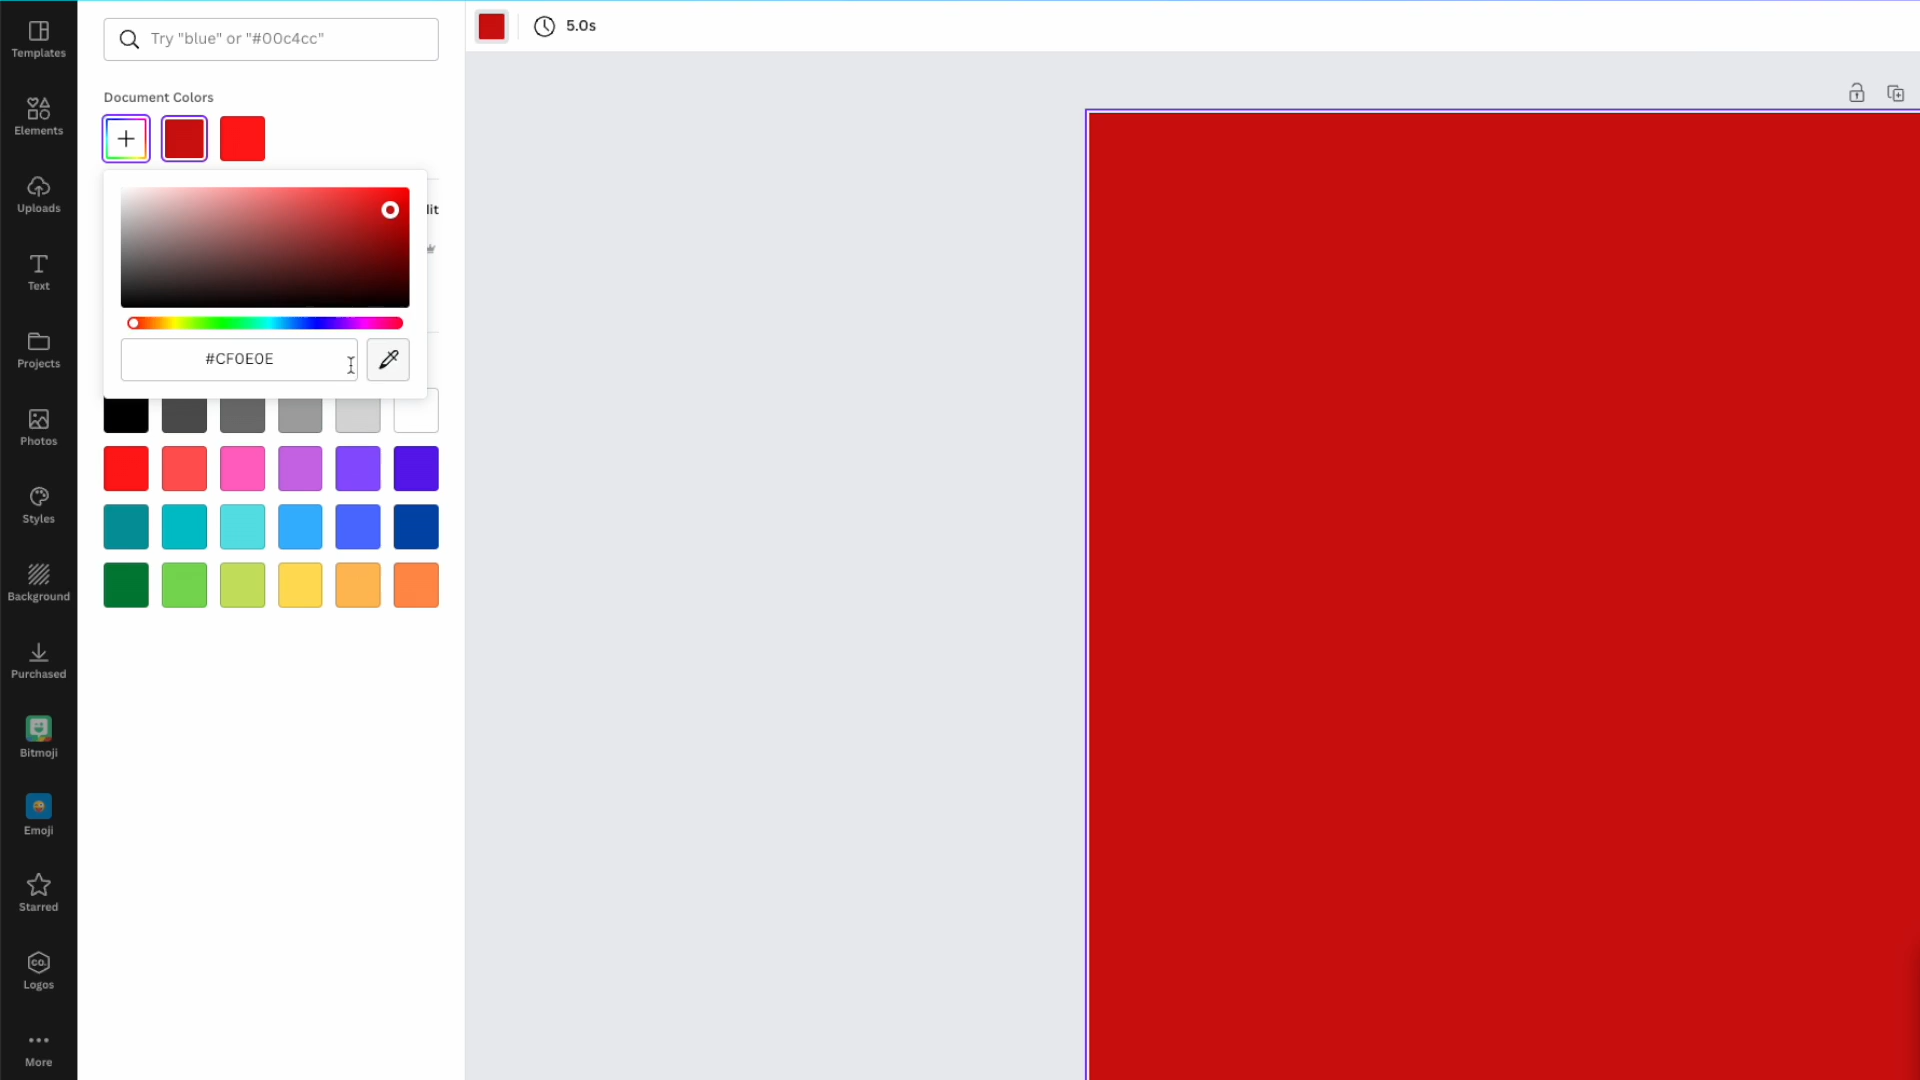 Templates
Elements
Uploads
Text
Projects
Photos
Styles
Background
Purchased
Bitmoji
Emoji
Starred
CO.
Logos
More
Try "blue" or "#00c4cc"
Document Colors
lit
#CF0E0E
5.0s